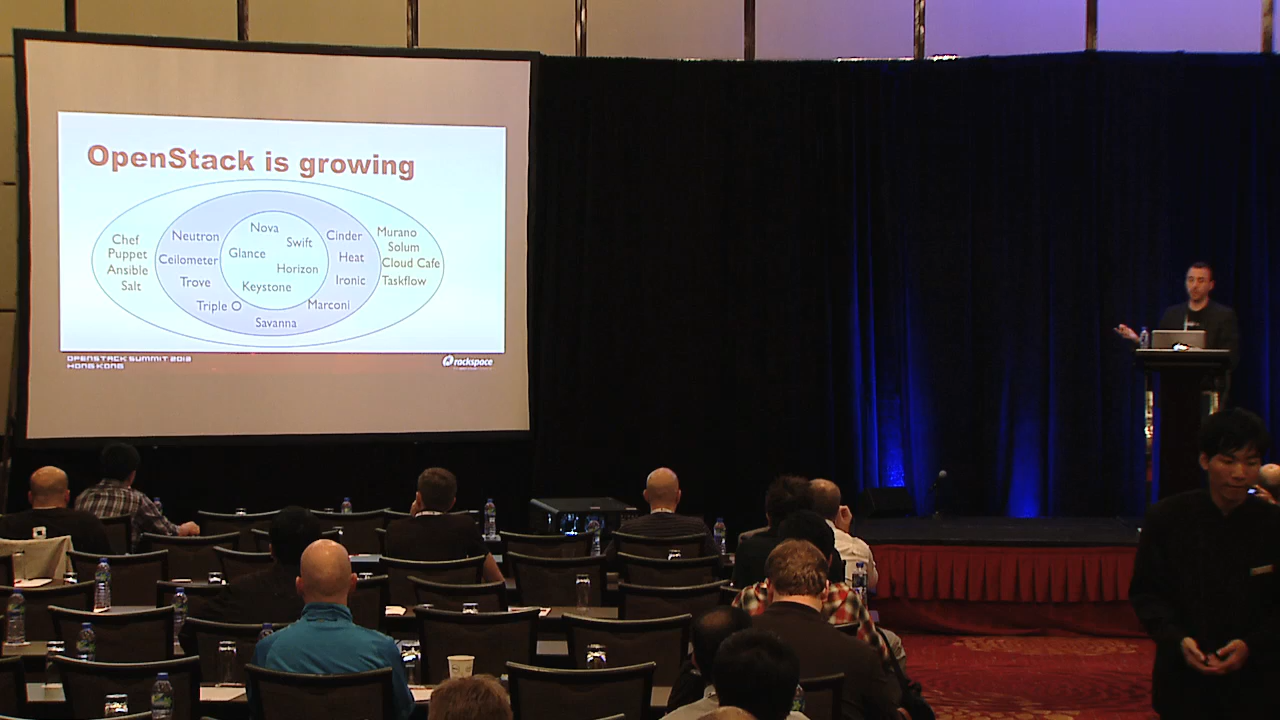 OpenStack is growing
Nova
Swift
Glance
Horizon
Keystone
Neutron
Ceilometer
Trove
Triple O
Savanna
Marconi
Ironic
Heat
Cinder
Chef
Puppet
Ansible
Salt
Murano
Solum
Cloud Cafe
Taskflow
OPENSTACK SUMMIT 2013
HONG KONG
rackspace